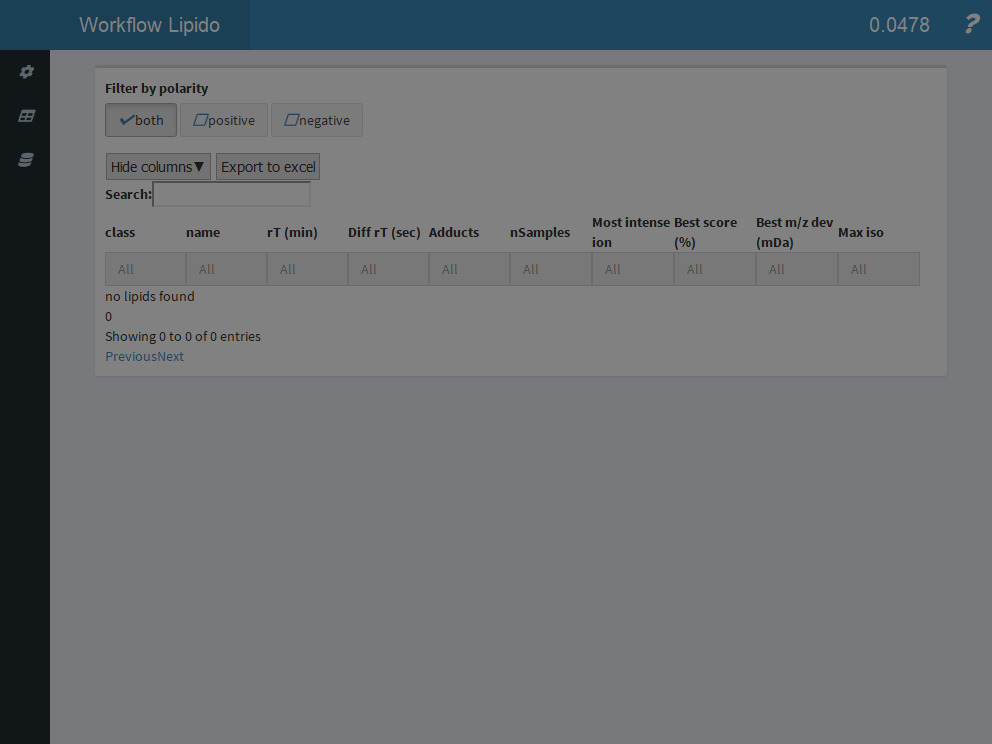 Workflow Lipido 0.0478 ?
Filter by polarity
both positive negative
Hide columns▼ Export to excel
Search:
class name rT (min) Diff rT (sec) Adducts nSamples Most intense ion Best score (%) Best m/z dev (mDa) Max iso
All All All All All All All All All All
no lipids found
0
Showing 0 to 0 of 0 entries
PreviousNext